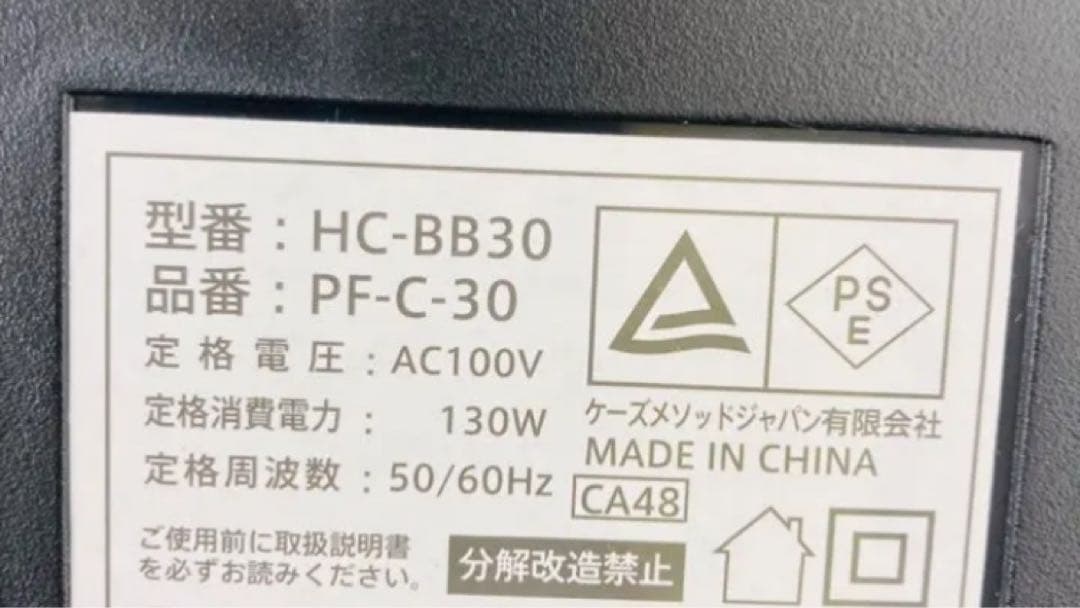 型番：HC-BB30
品番：PF-C-30
定格電圧：AC100V
定格消費電力： 130W
定格周波数：50/60Hz
ご使用前に取扱説明書
を必ずお読みください。
PS
E
ケーズメソッドジャパン有限会社
MADE IN CHINA
CA48
分解改造禁止